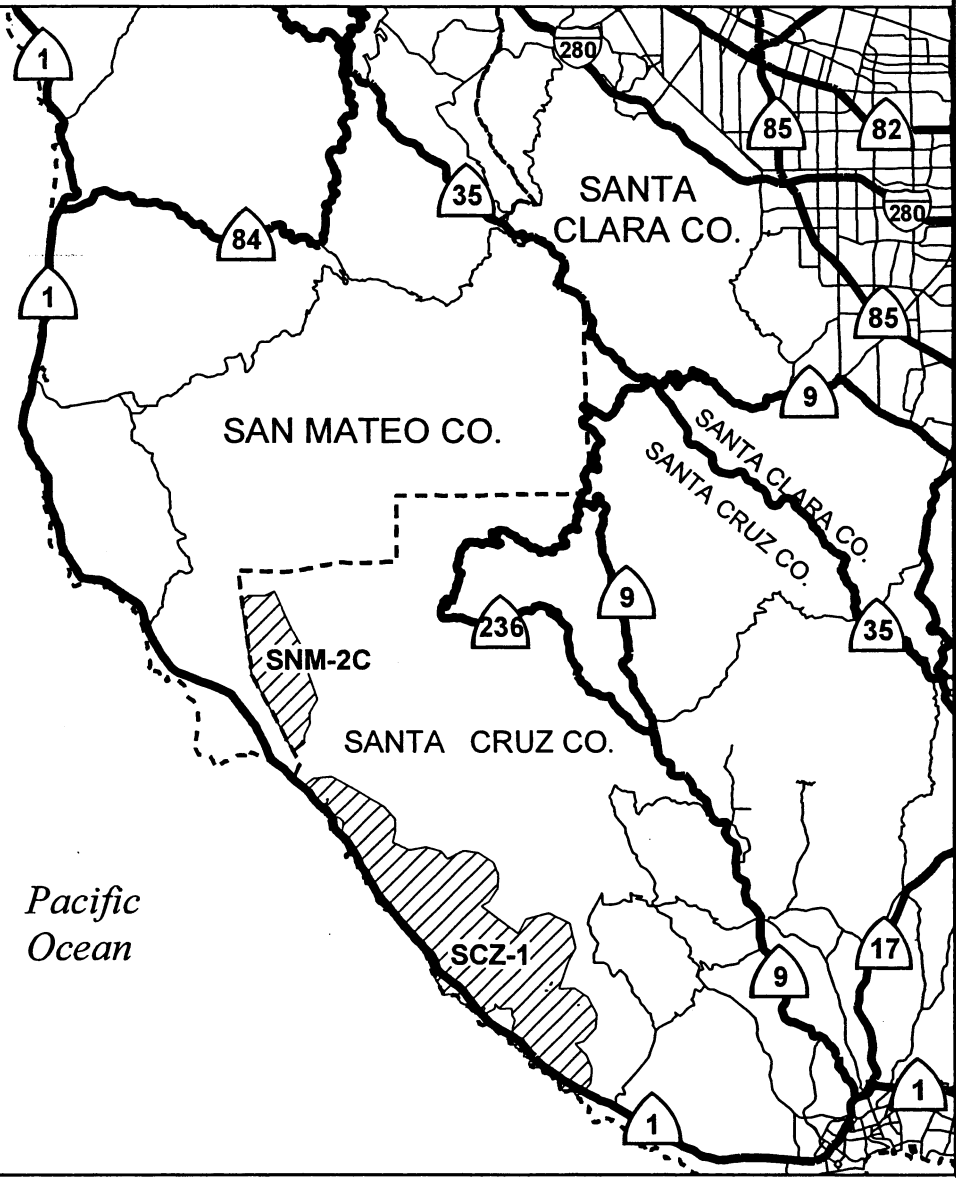 1
280
85
82
35
SANTA
CLARA CO.
280
84
1
85
9
SAN MATEO CO.
SANTA CLARA CO.
SANTA CRUZ CO.
9
236
35
SNM-2C
SANTA CRUZ CO.
Pacific
Ocean
SCZ-1
17
9
1
1